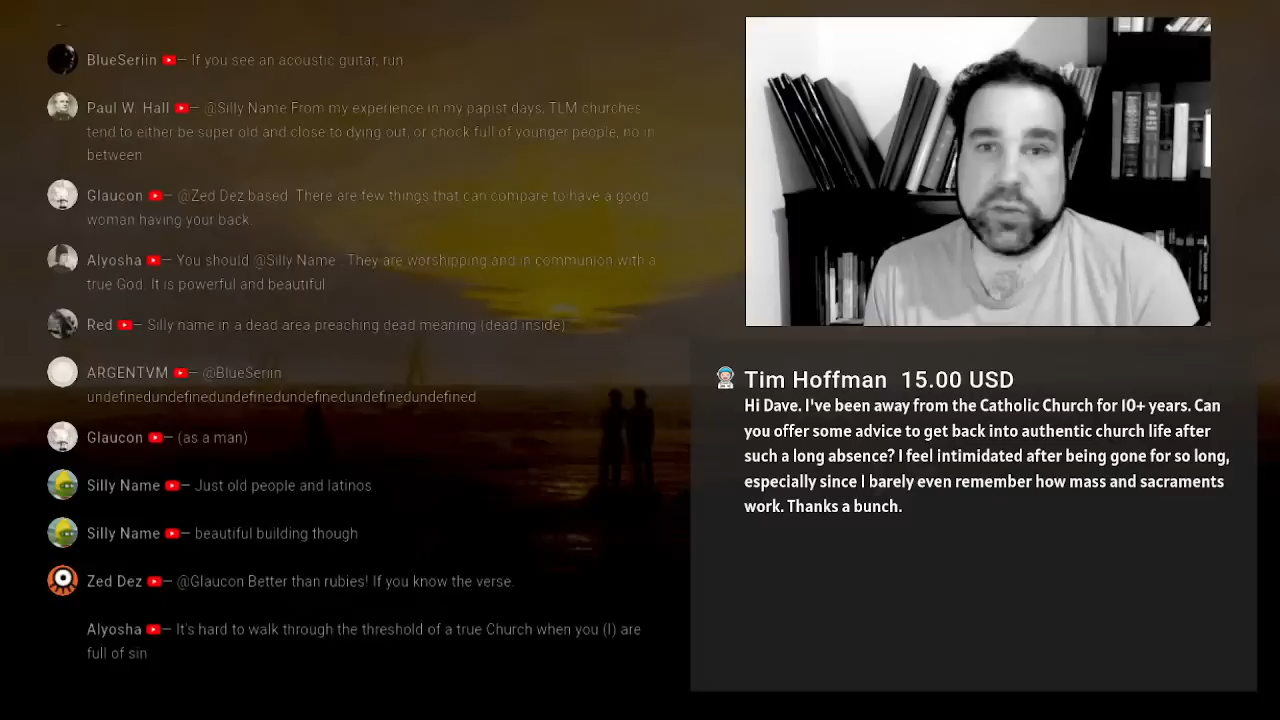 BlueSeriin — If you see an acoustic guitar, run
Paul W. Hall — @Silly Name From my experience in my papist days, TLM churches
tend to either be super old and close to dying out, or chock full of younger people, no in
between
Glaucon — @Zed Dez based. There are few things that can compare to have a good
woman having your back.
Alyosha — You should @Silly Name . They are worshipping and in communion with a
true God. It is powerful and beautiful
Red — Silly name in a dead area preaching dead meaning (dead inside)
ARGENTVM — @BlueSeriin
undefinedundefinedundefinedundefinedundefinedundefined
Glaucon — (as a man)
Silly Name — Just old people and latinos
Silly Name — beautiful building though
Zed Dez — @Glaucon Better than rubies! If you know the verse.
Alyosha — It's hard to walk through the threshold of a true Church when you (I) are
full of sin
Tim Hoffman 15.00 USD
Hi Dave. I've been away from the Catholic Church for 10+ years. Can
you offer some advice to get back into authentic church life after
such a long absence? I feel intimidated after being gone for so long,
especially since I barely even remember how mass and sacraments
work. Thanks a bunch.